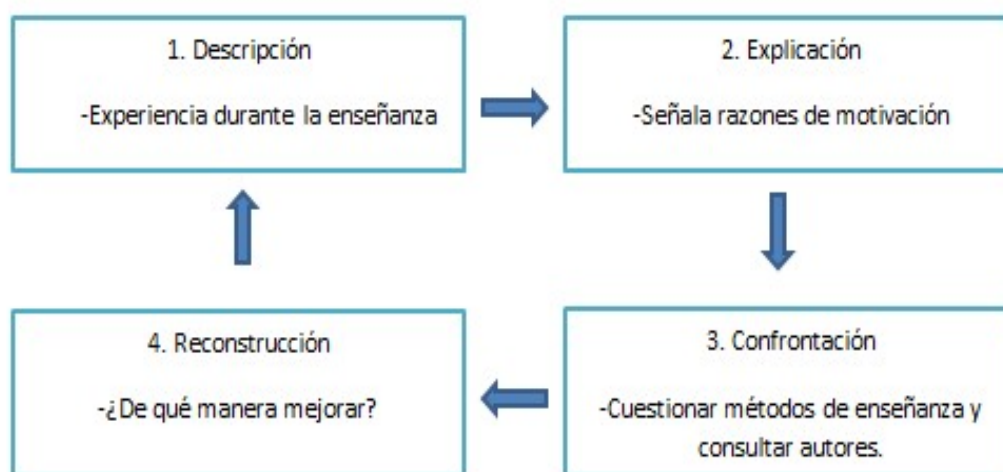 1. Descripción
-Experiencia durante la enseñanza
2. Explicación
-Señala razones de motivación
3. Confrontación
-Cuestionar métodos de enseñanza y
consultar autores.
4. Reconstrucción
-¿De qué manera mejorar?